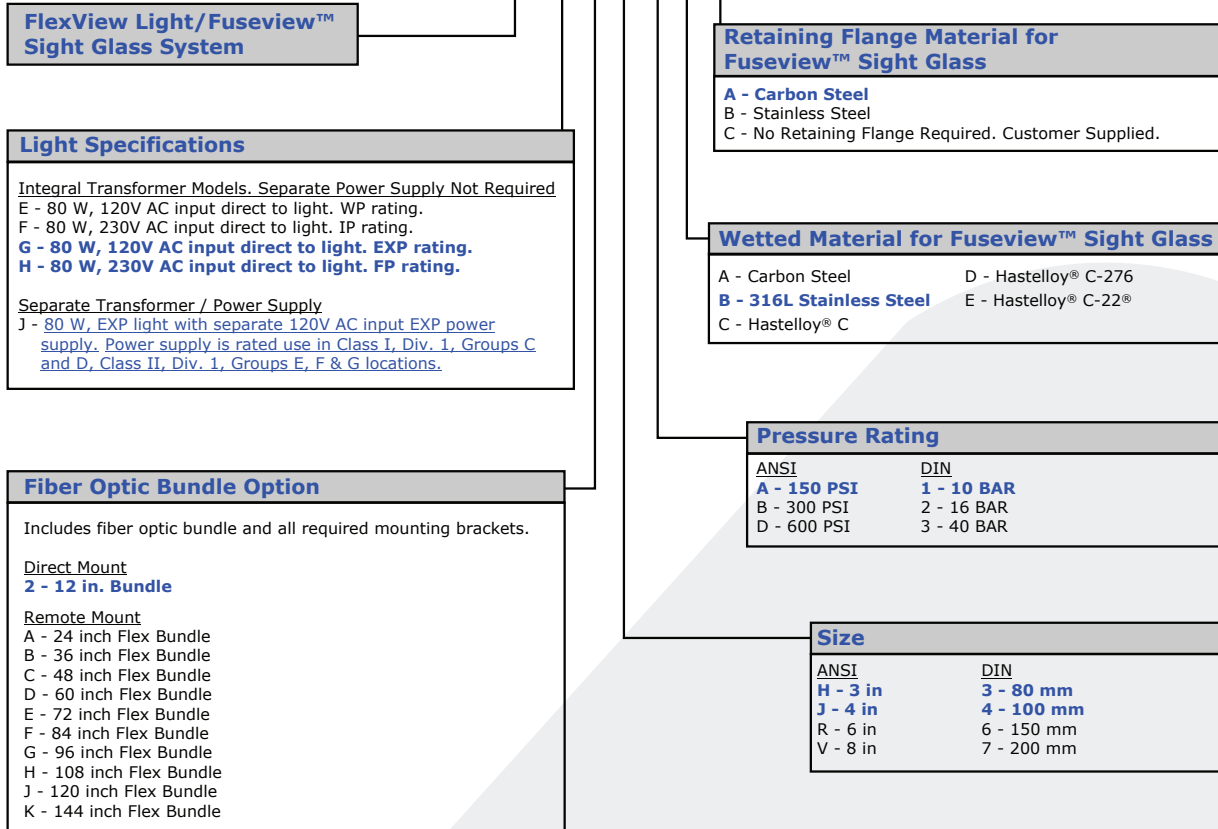 FlexView Light/Fuseview™
Sight Glass System
Light Specifications
Integral Transformer Models. Separate Power Supply Not Required
E - 80 W, 120V AC input direct to light. WP rating.
F - 80 W, 230V AC input direct to light. IP rating.
G - 80 W, 120V AC input direct to light. EXP rating.
H - 80 W, 230V AC input direct to light. FP rating.
Separate Transformer / Power Supply
J - 80 W, EXP light with separate 120V AC input EXP power
supply. Power supply is rated use in Class I, Div. 1, Groups C
and D, Class II, Div. 1, Groups E, F & G locations.
Fiber Optic Bundle Option
Includes fiber optic bundle and all required mounting brackets.
Direct Mount
2 - 12 in. Bundle
Remote Mount
A - 24 inch Flex Bundle
B - 36 inch Flex Bundle
C - 48 inch Flex Bundle
D - 60 inch Flex Bundle
E - 72 inch Flex Bundle
F - 84 inch Flex Bundle
G - 96 inch Flex Bundle
H - 108 inch Flex Bundle
J - 120 inch Flex Bundle
K - 144 inch Flex Bundle
Retaining Flange Material for
Fuseview™ Sight Glass
A - Carbon Steel
B - Stainless Steel
C - No Retaining Flange Required. Customer Supplied.
Wetted Material for Fuseview™ Sight Glass
A - Carbon Steel D - Hastelloy® C-276
B - 316L Stainless Steel E - Hastelloy® C-22®
C - Hastelloy® C
Pressure Rating
ANSI DIN
A - 150 PSI 1 - 10 BAR
B - 300 PSI 2 - 16 BAR
D - 600 PSI 3 - 40 BAR
Size
ANSI DIN
H - 3 in 3 - 80 mm
J - 4 in 4 - 100 mm
R - 6 in 6 - 150 mm
V - 8 in 7 - 200 mm